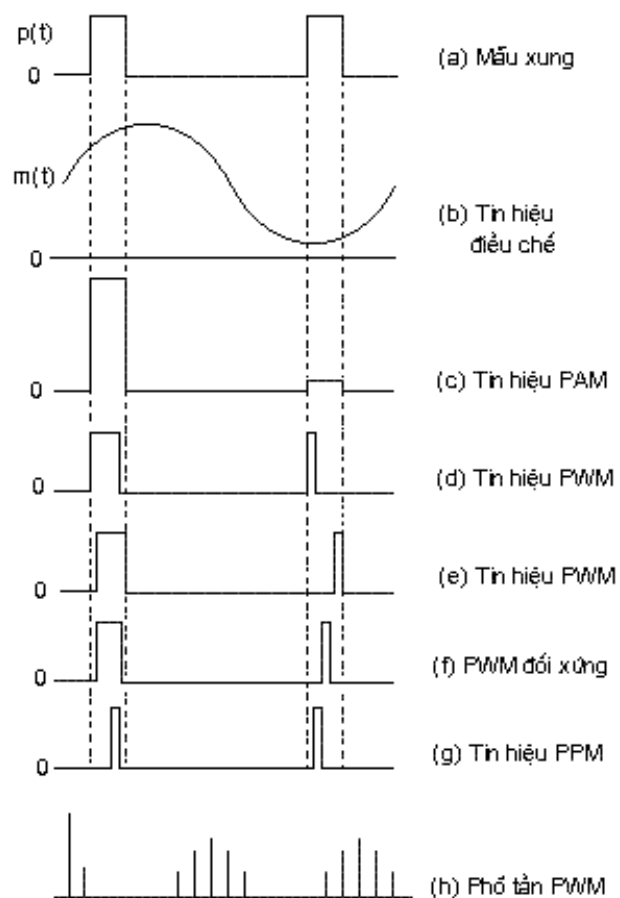 p(t)
0
(a) Mẫu xung
m(t)
0
(b) Tín hiệu
điều chế
0
(c) Tín hiệu PAM
0
(d) Tín hiệu PWM
0
(e) Tín hiệu PWM
0
(f) PWM đối xứng
0
(g) Tín hiệu PPM
(h) Phổ tần PWM